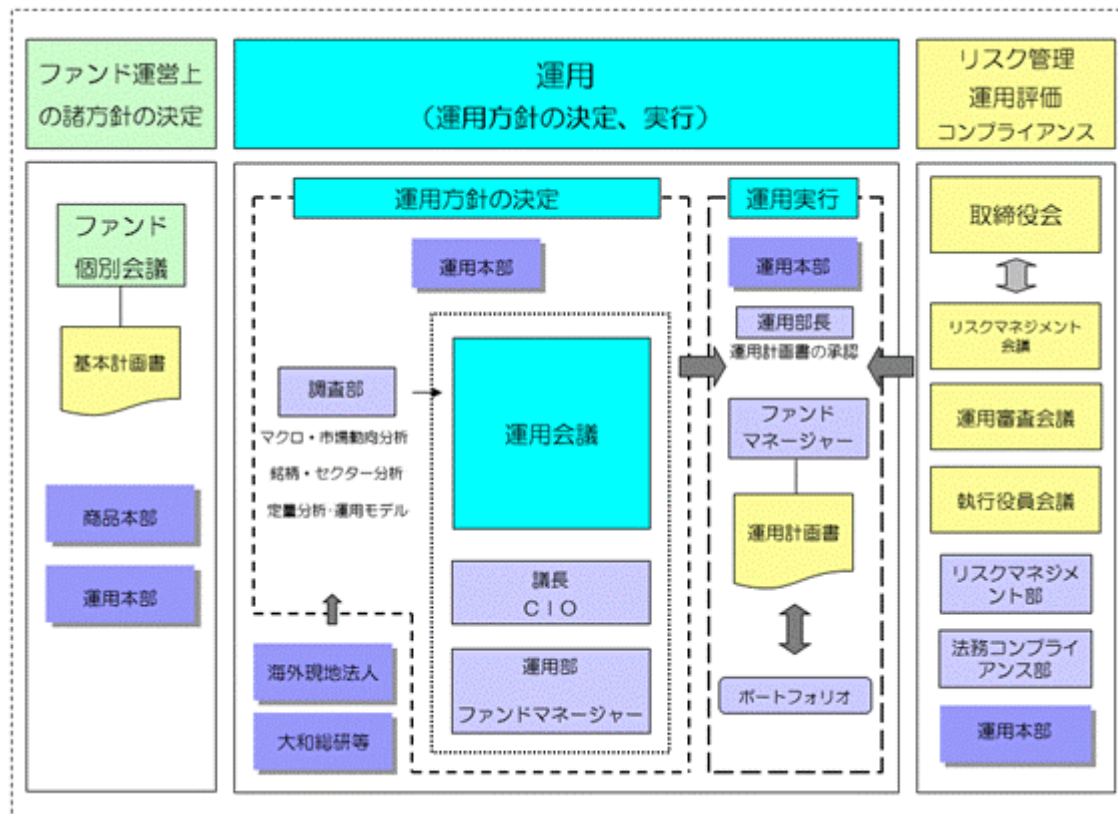 ファンド運営上
の諸方針の決定
運用
（運用方針の決定、実行）
リスク管理
運用評価
コンプライアンス
ファンド
個別会議
基本計画書
商品本部
運用本部
運用方針の決定
運用本部
調査部
マクロ・市場動向分析
銘柄・セクター分析
定量分析・運用モデル
海外現地法人
大和総研等
運用会議
議長
ＣＩＯ
運用部
ファンドマネージャー
運用実行
運用本部
運用部長
運用計画書の承認
ファンド
マネージャー
運用計画書
ポートフォリオ
取締役会
リスクマネジメント
会議
運用審査会議
執行役員会議
リスクマネジメ
ント部
法務コンプライ
アンス部
運用本部